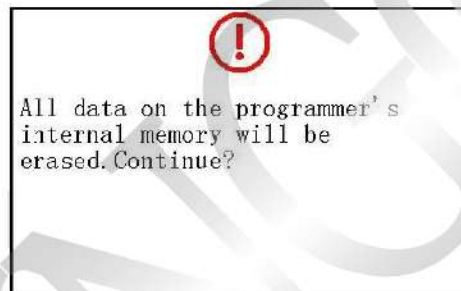 All data on the programmer's
internal memory will be
erased.Continue?